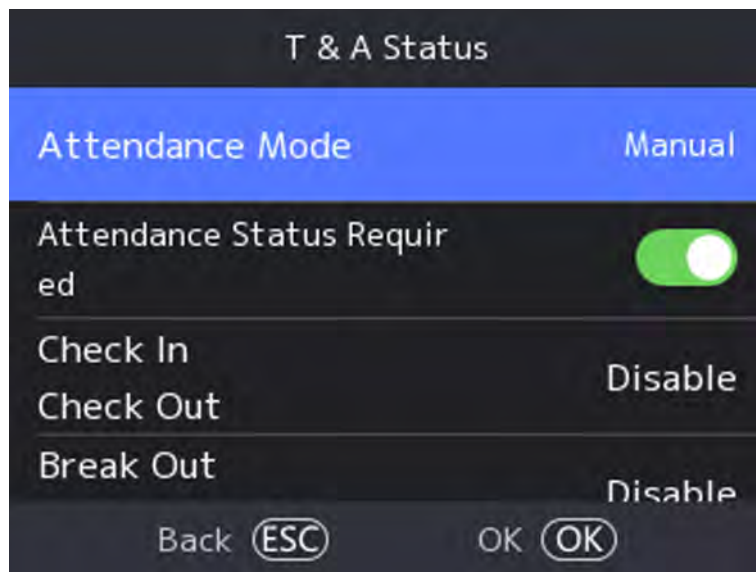 T & A Status
Attendance Mode Manual
Attendance Status Requir
ed
Check In
Check Out Disable
Break Out
Disable
Back ESC OK OK